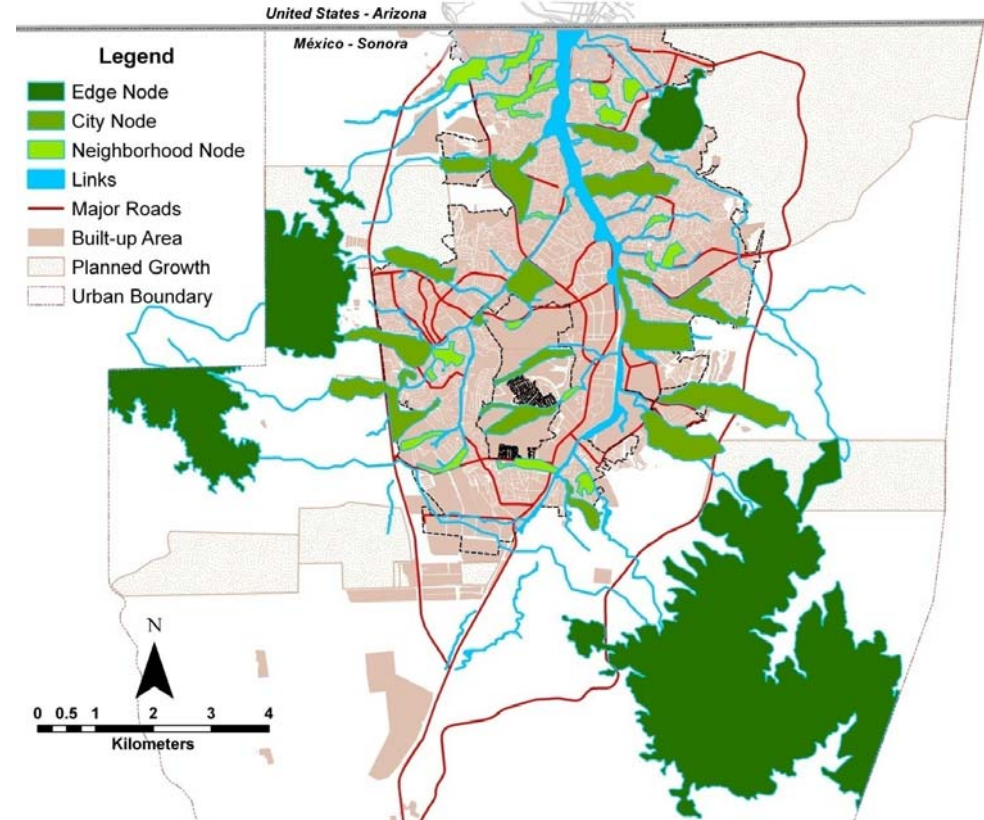 United States - Arizona
México - Sonora
Legend
Edge Node
City Node
Neighborhood Node
Links
Major Roads
Built-up Area
Planned Growth
Urban Boundary
N
0 0.5 1 2 3 4
Kilometers